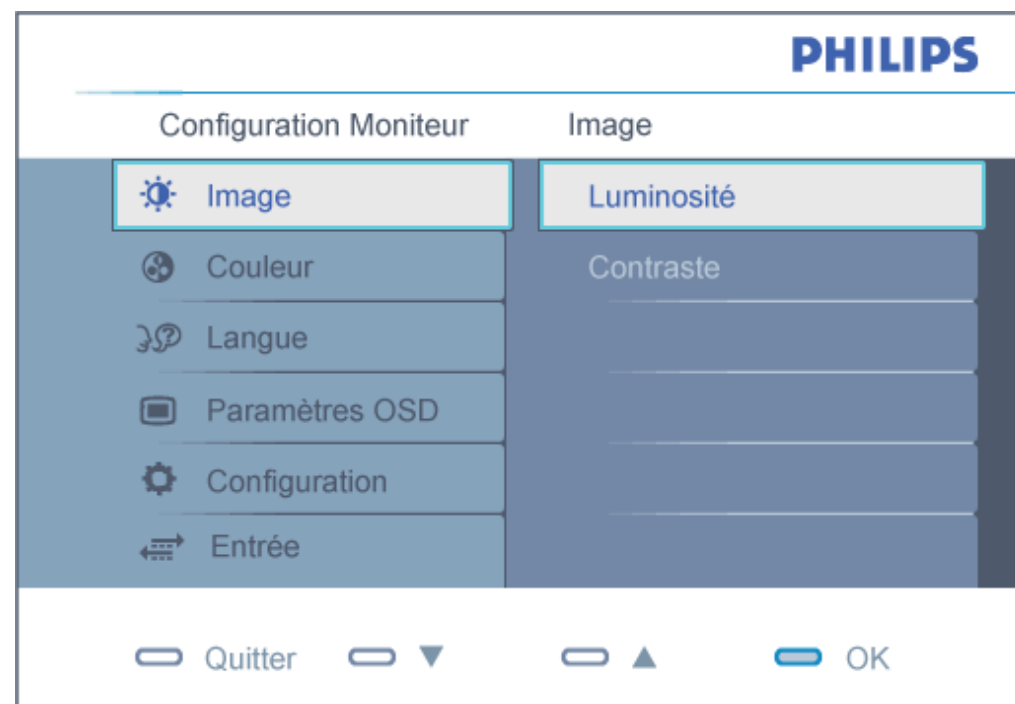 PHILIPS
Configuration Moniteur Image
Image Luminosité
Couleur Contraste
Langue
Paramètres OSD
Configuration
Entrée
Quitter ▼ ▲ OK